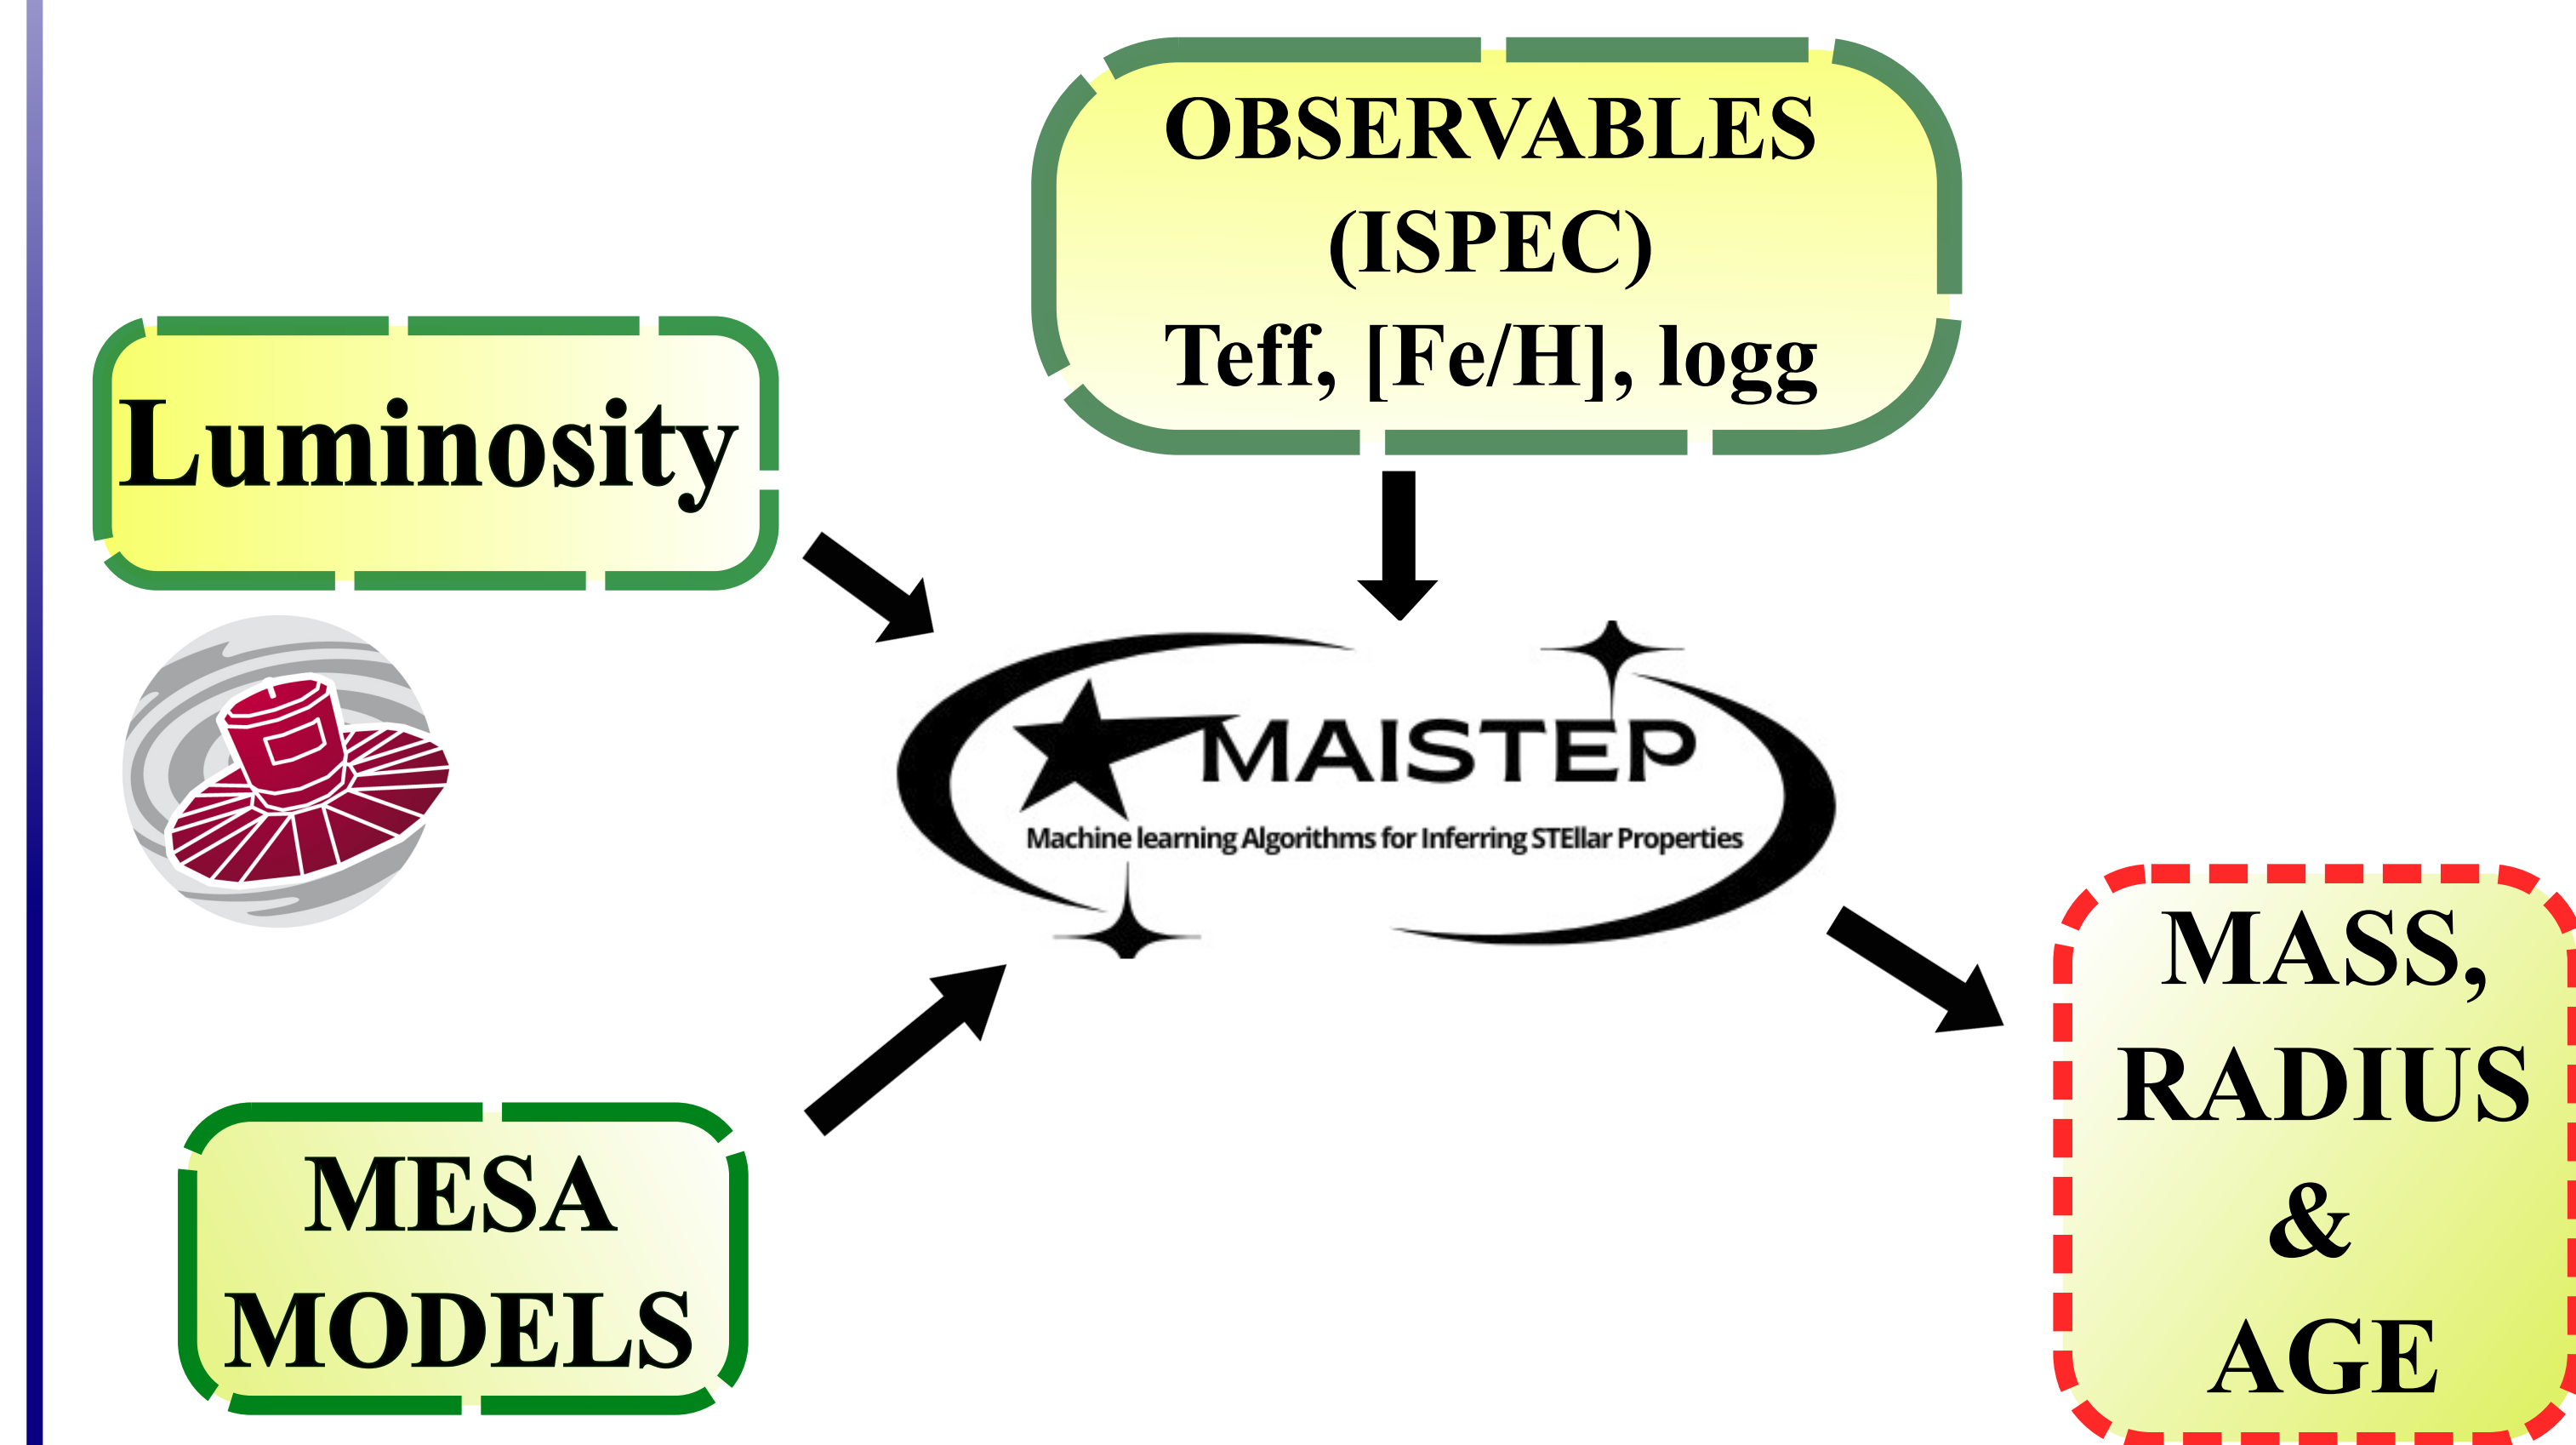 OBSERVABLES
(ISPEC)
Teff, [Fe/H], logg
Luminosity
MAISTEP
Machine learning Algorithms for Inferring STEllar Properties
MESA
MODELS
MASS,
RADIUS
&
AGE